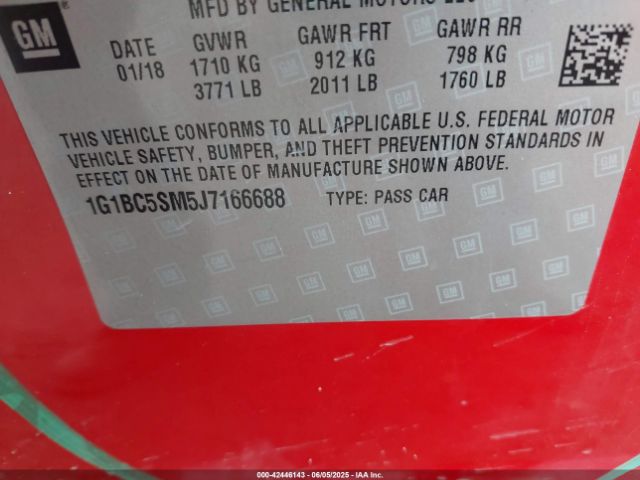 MFD BY GENERAL MOTORS LLC
GM
DATE GVWR GAWR FRT GAWR RR
01/18 1710 KG 912 KG 798 KG
3771 LB 2011 LB 1760 LB
THIS VEHICLE CONFORMS TO ALL APPLICABLE U.S. FEDERAL MOTOR
VEHICLE SAFETY, BUMPER, AND THEFT PREVENTION STANDARDS IN
EFFECT ON THE DATE OF MANUFACTURE SHOWN ABOVE.
1G1BC5SM5J7166688 TYPE: PASS CAR
000-42446143 - 06/05/2025 - IAA Inc.